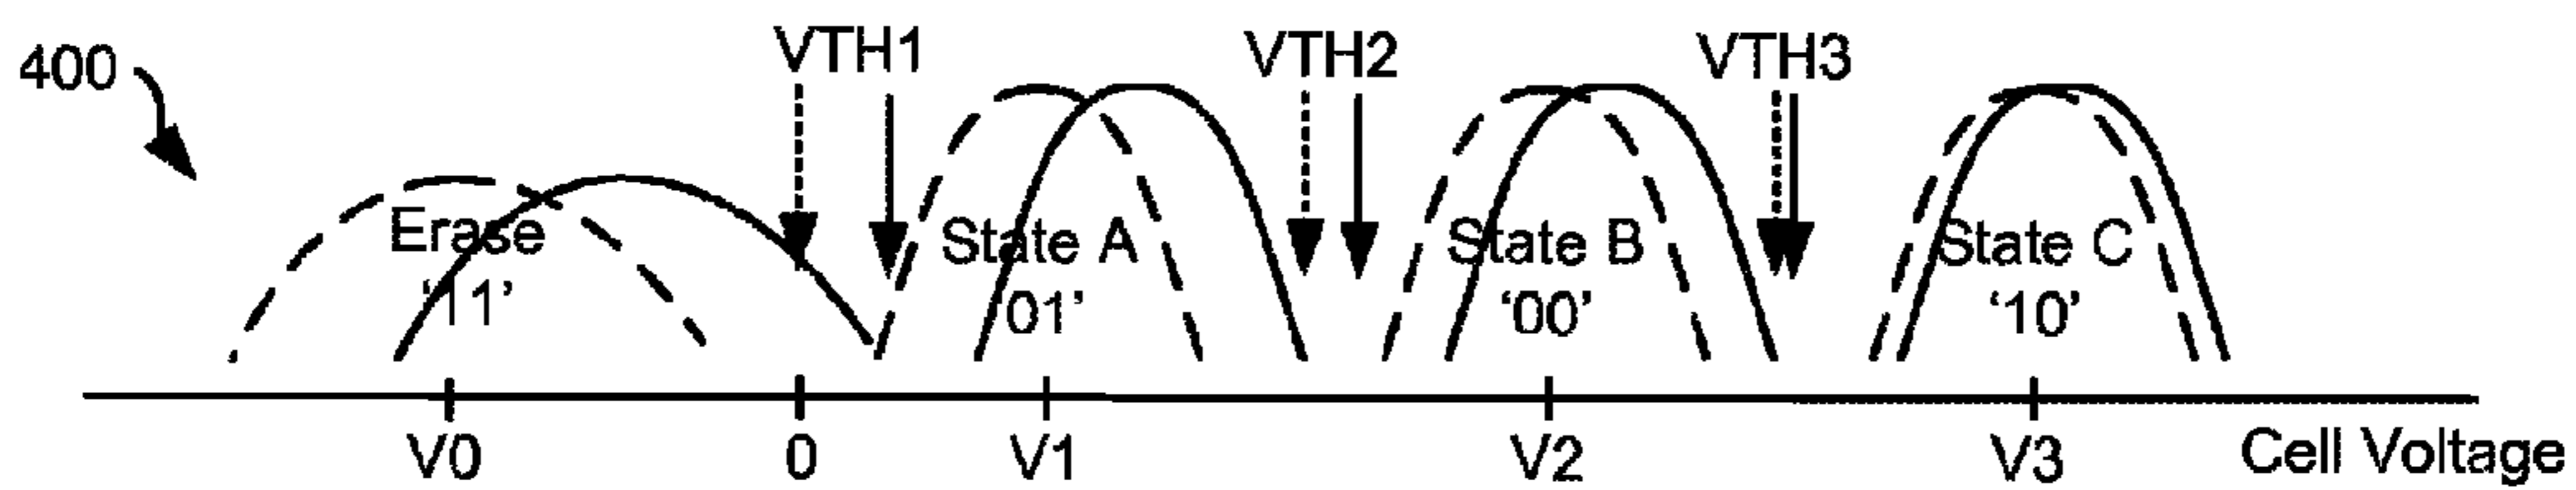 400
VTH1
VTH2
VTH3
Erase
‘11’
State A
‘01’
State B
‘00’
State C
‘10’
V0
0
V1
V2
V3
Cell Voltage